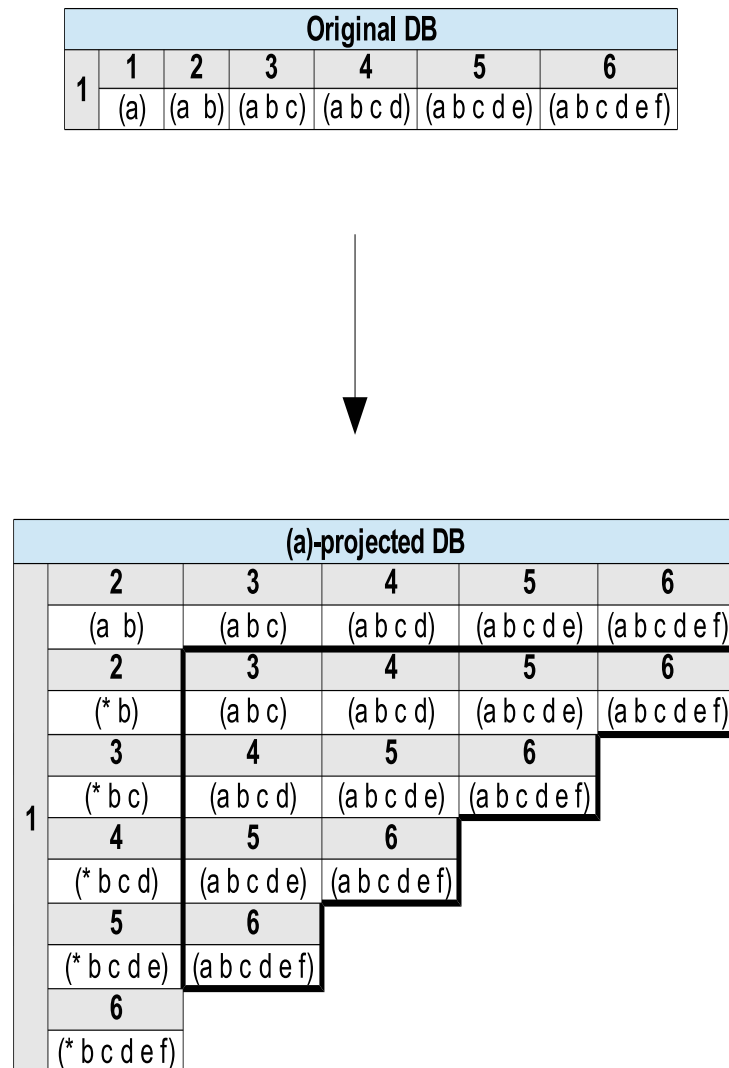 Original DB
1 2 3 4 5 6
1
(a) (a b) (a b c) (a b c d) (a b c d e) (a b c d e f)
(a)-projected DB
2 3 4 5 6
(a b) (a b c) (a b c d) (a b c d e) (a b c d e f)
2 3 4 5 6
(* b) (a b c) (a b c d) (a b c d e) (a b c d e f)
3 4 5 6
(* b c) (a b c d) (a b c d e) (a b c d e f)
1
4 5 6
(* b c d) (a b c d e) (a b c d e f)
5 6
(* b c d e) (a b c d e f)
6
(* b c d e f)